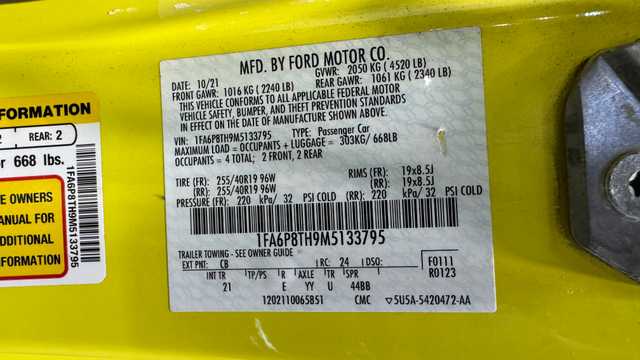 MFD. BY FORD MOTOR CO.
DATE: 10/21 GVWR: 2050 KG ( 4520 LB)
FRONT GAWR: 1016 KG ( 2240 LB) REAR GAWR: 1061 KG ( 2340 LB)
THIS VEHICLE CONFORMS TO ALL APPLICABLE FEDERAL MOTOR
VEHICLE SAFETY, BUMPER, AND THEFT PREVENTION STANDARDS
IN EFFECT ON THE DATE OF MANUFACTURE SHOWN ABOVE.
VIN: 1FA6P8TH9M5133795 TYPE: Passenger Car
MAXIMUM LOAD = OCCUPANTS + LUGGAGE = 303KG/ 668LB
OCCUPANTS = 4 TOTAL; 2 FRONT, 2 REAR
TIRE (FR): 255/40R19 96W RIMS (FR): 19x8.5J
(RR): 255/40R19 96W (RR): 19x8.5J
PRESSURE (FR): 220 kPa/ 32 PSI COLD (RR): 220 kPa/ 32 PSI COLD
1FA6P8TH9M5133795
TRAILER TOWING - SEE OWNER GUIDE
EXT PNT: CB RC: 24 DSO: F0111
R0123
INT TR TP/PS R AXLE TR SPR
21 E YY U 44BB
1202110065851 CMC 5U5A-5420472-AA
FORMATION
2 REAR: 2
or 668 lbs.
E OWNERS
ANUAL FOR
ADDITIONAL
FORMATION
1FA6P8TH9M5133795